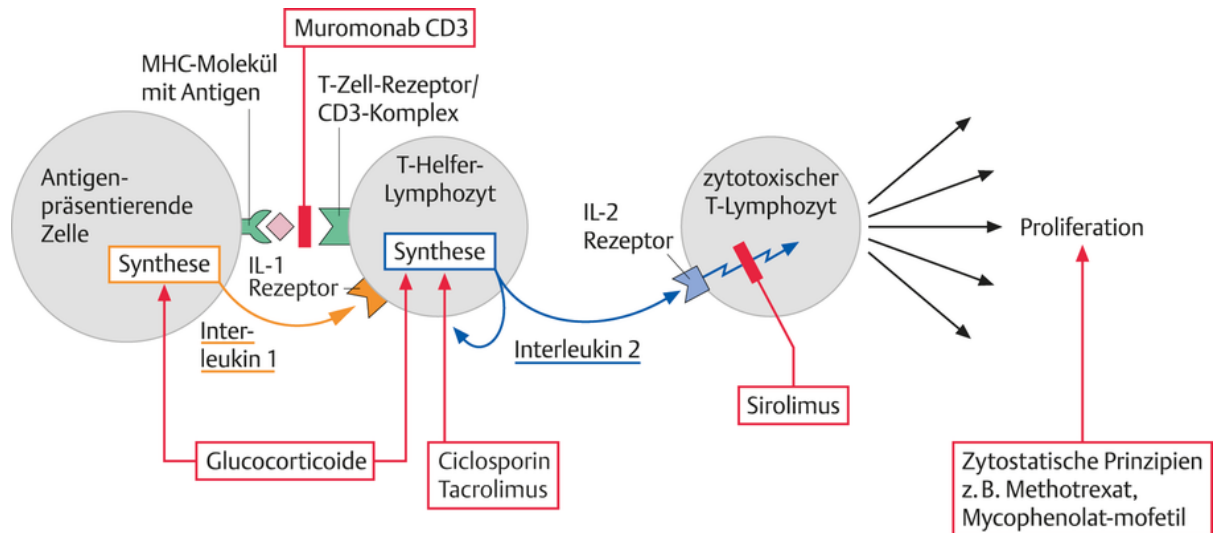 Muromonab CD3
MHC-Molekül
mit Antigen
T-Zell-Rezeptor/
CD3-Komplex
Antigen-
präsentierende
Zelle
Synthese
IL-1
Rezeptor
Inter-
leukin 1
T-Helfer-
Lymphozyt
Synthese
Interleukin 2
IL-2
Rezeptor
zytotoxischer
T-Lymphozyt
Proliferation
Glucocorticoide
Ciclosporin
Tacrolimus
Sirolimus
Zytostatische Prinzipien
z. B. Methotrexat,
Mycophenolat-mofetil